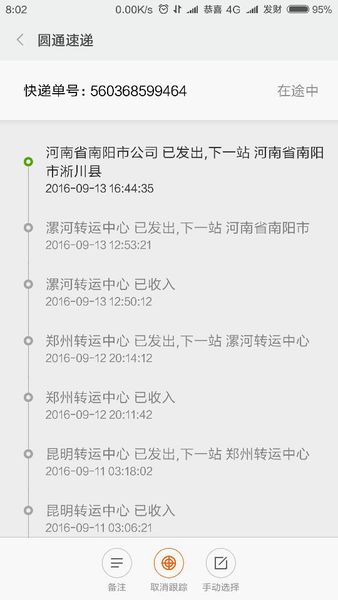 8:02 0.00K/s 恭喜 4G 发财 95%
圆通速递
快递单号：560368599464 在途中
河南省南阳市公司 已发出,下一站 河南省南阳
市淅川县
2016-09-13 16:44:35
漯河转运中心 已发出,下一站 河南省南阳市
2016-09-13 12:53:21
漯河转运中心 已收入
2016-09-13 12:50:12
郑州转运中心 已发出,下一站 漯河转运中心
2016-09-12 20:14:12
郑州转运中心 已收入
2016-09-12 20:11:42
昆明转运中心 已发出,下一站 郑州转运中心
2016-09-11 03:18:02
昆明转运中心 已收入
2016-09-11 03:06:21
备注 取消跟踪 手动选择